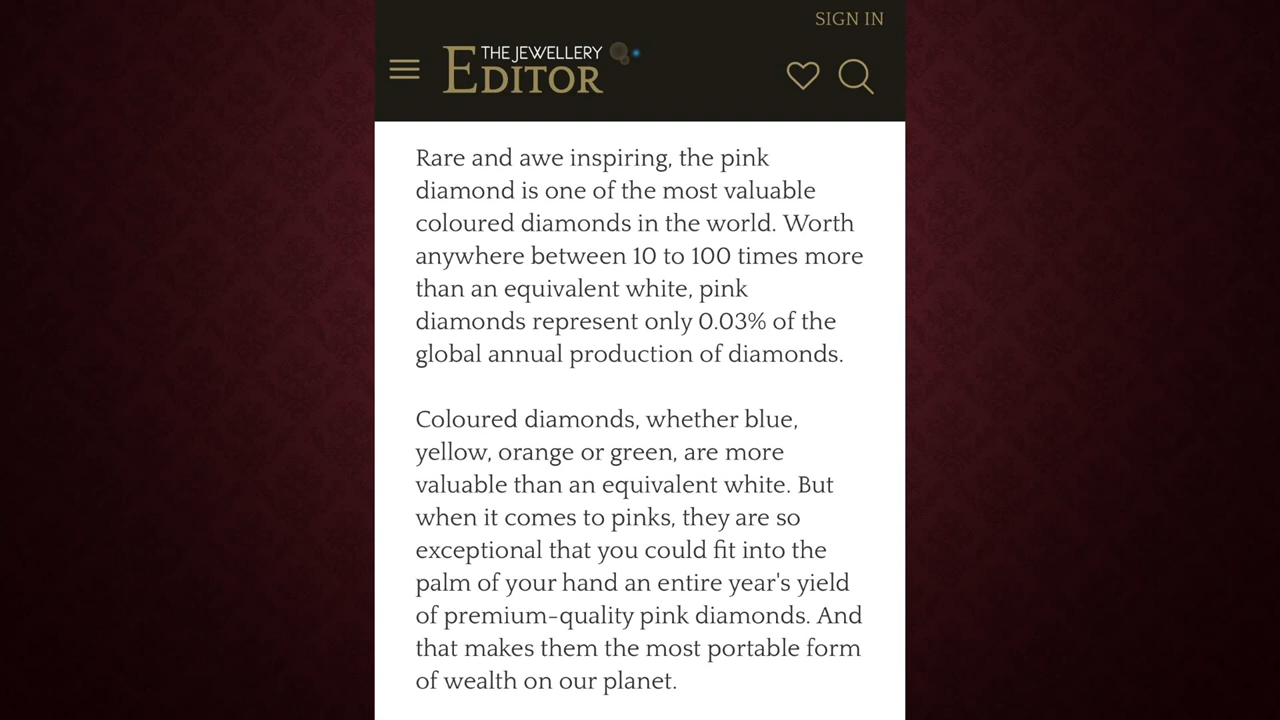 SIGN IN
THE JEWELLERY
EDITOR
Rare and awe inspiring, the pink
diamond is one of the most valuable
coloured diamonds in the world. Worth
anywhere between 10 to 100 times more
than an equivalent white, pink
diamonds represent only 0.03% of the
global annual production of diamonds.
Coloured diamonds, whether blue,
yellow, orange or green, are more
valuable than an equivalent white. But
when it comes to pinks, they are so
exceptional that you could fit into the
palm of your hand an entire year's yield
of premium-quality pink diamonds. And
that makes them the most portable form
of wealth on our planet.